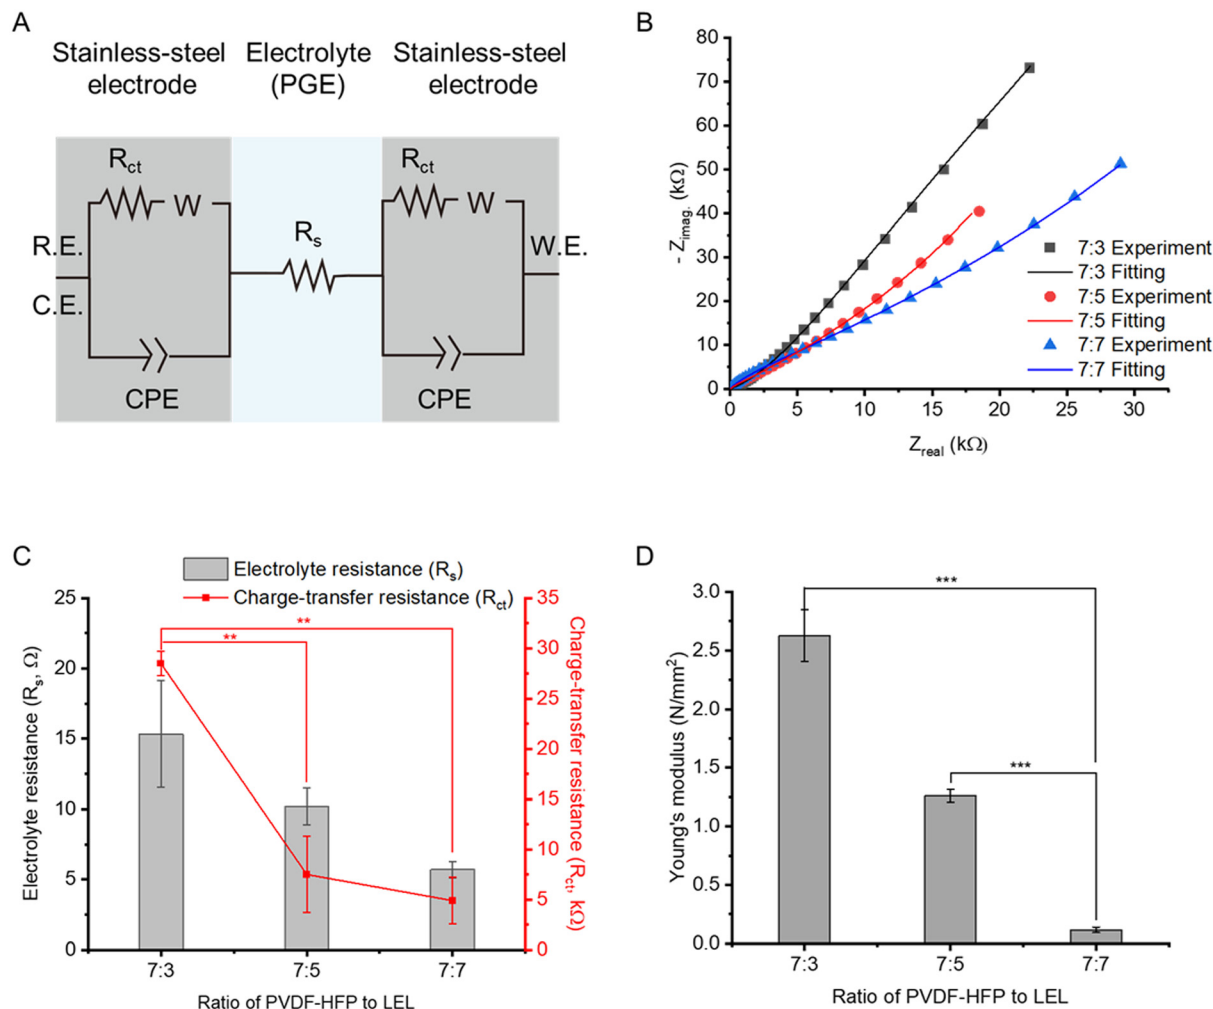 A
Stainless-steel
electrode
Electrolyte
(PGE)
Stainless-steel
electrode
R.E.
C.E.
Rct
W
CPE
Rs
Rct
W
CPE
W.E.
B
- Zimag. (kΩ)
80
70
60
50
40
30
20
10
0
0 5 10 15 20 25 30
Zreal (kΩ)
7:3 Experiment
7:3 Fitting
7:5 Experiment
7:5 Fitting
7:7 Experiment
7:7 Fitting
C
Electrolyte resistance (Rs)
Charge-transfer resistance (Rct)
Electrolyte resistance (Rs, Ω)
25
20
15
10
5
0
**
**
35
30
25
20
15
10
5
0
Charge-transfer
resistance (Rct, kΩ)
7:3 7:5 7:7
Ratio of PVDF-HFP to LEL
D
Young's modulus (N/mm²)
3.0
2.5
2.0
1.5
1.0
0.5
0.0
***
***
7:3 7:5 7:7
Ratio of PVDF-HFP to LEL